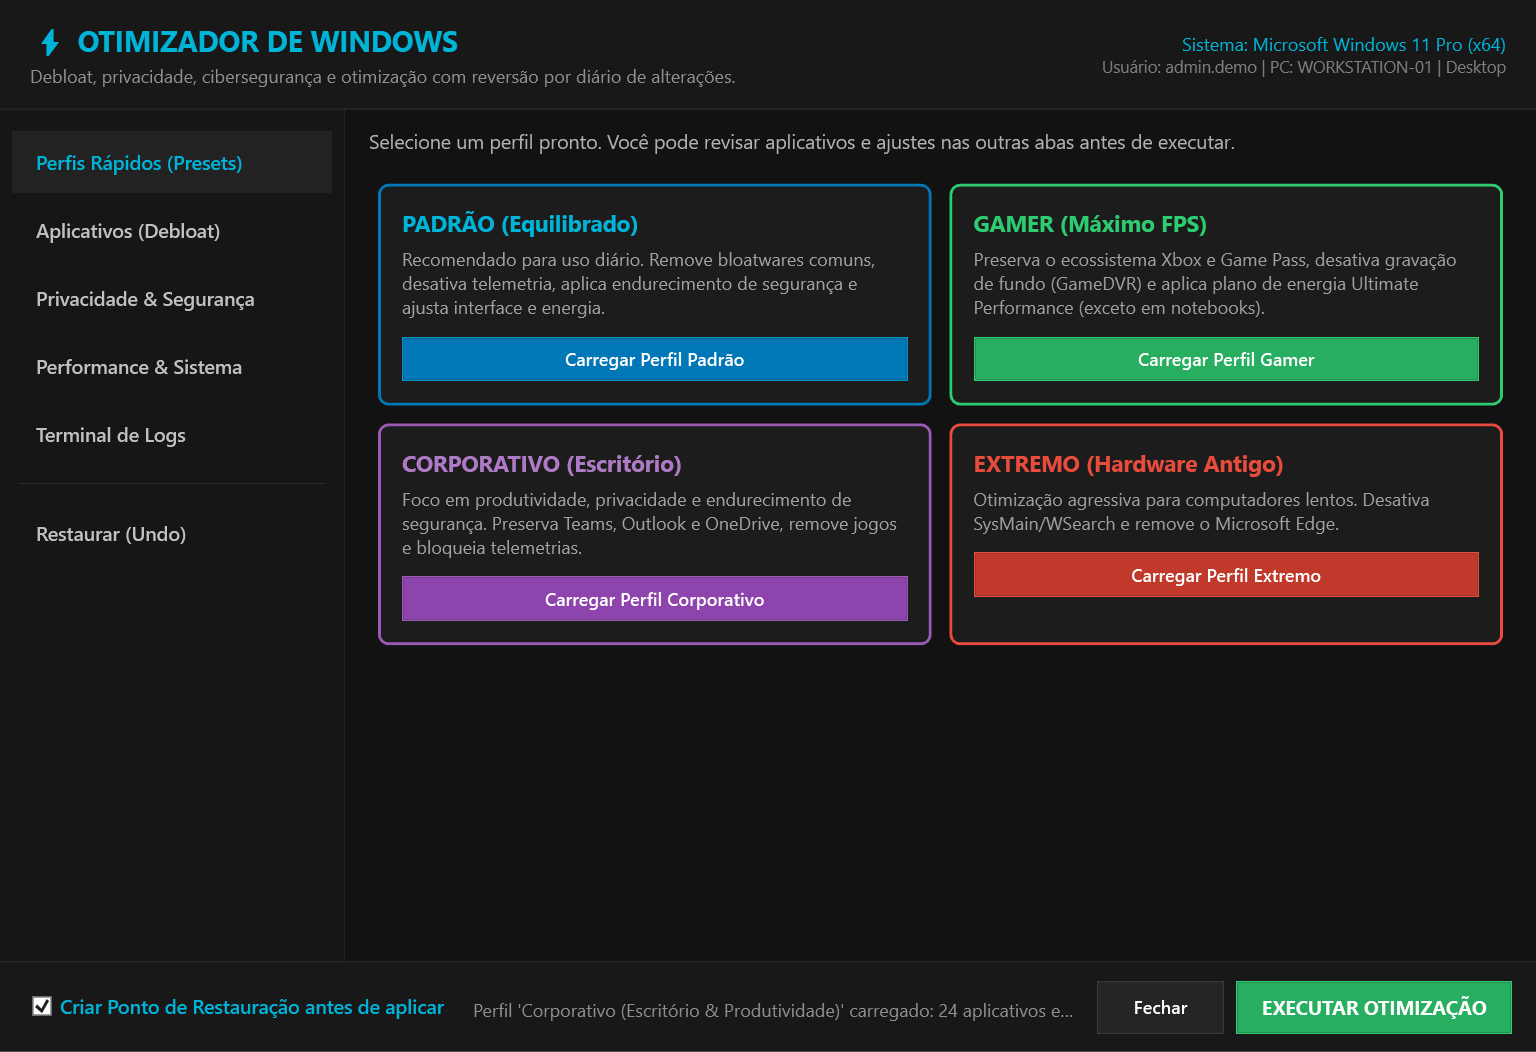 OTIMIZADOR DE WINDOWS
Debloat, privacidade, cibersegurança e otimização com reversão por diário de alterações.
Sistema: Microsoft Windows 11 Pro (x64)
Usuário: admin.demo | PC: WORKSTATION-01 | Desktop
Perfis Rápidos (Presets)
Aplicativos (Debloat)
Privacidade & Segurança
Performance & Sistema
Terminal de Logs
Restaurar (Undo)
Selecione um perfil pronto. Você pode revisar aplicativos e ajustes nas outras abas antes de executar.
PADRÃO (Equilibrado)
Recomendado para uso diário. Remove bloatwares comuns,
desativa telemetria, aplica endurecimento de segurança e
ajusta interface e energia.
Carregar Perfil Padrão
GAMER (Máximo FPS)
Preserva o ecossistema Xbox e Game Pass, desativa gravação
de fundo (GameDVR) e aplica plano de energia Ultimate
Performance (exceto em notebooks).
Carregar Perfil Gamer
CORPORATIVO (Escritório)
Foco em produtividade, privacidade e endurecimento de
segurança. Preserva Teams, Outlook e OneDrive, remove jogos
e bloqueia telemetrias.
Carregar Perfil Corporativo
EXTREMO (Hardware Antigo)
Otimização agressiva para computadores lentos. Desativa
SysMain/WSearch e remove o Microsoft Edge.
Carregar Perfil Extremo
Criar Ponto de Restauração antes de aplicar
Perfil 'Corporativo (Escritório & Produtividade)' carregado: 24 aplicativos e...
Fechar
EXECUTAR OTIMIZAÇÃO